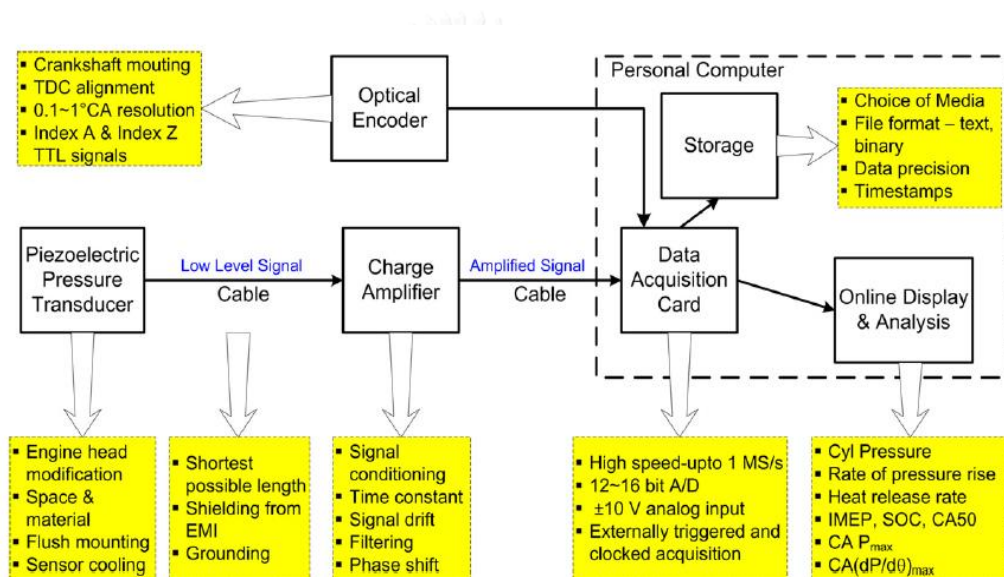 ▪ Crankshaft mouting
▪ TDC alignment
▪ 0.1~1°CA resolution
▪ Index A & Index Z
TTL signals
Optical
Encoder
Personal Computer
Storage
▪ Choice of Media
▪ File format – text,
binary
▪ Data precision
▪ Timestamps
Piezoelectric
Pressure
Transducer
Low Level Signal
Cable
Charge
Amplifier
Amplified Signal
Cable
Data
Acquisition
Card
Online Display
& Analysis
▪ Engine head
modification
▪ Space &
material
▪ Flush mounting
▪ Sensor cooling
▪ Shortest
possible length
▪ Shielding from
EMI
▪ Grounding
▪ Signal
conditioning
▪ Time constant
▪ Signal drift
▪ Filtering
▪ Phase shift
▪ High speed-upto 1 MS/s
▪ 12~16 bit A/D
▪ ±10 V analog input
▪ Externally triggered and
clocked acquisition
▪ Cyl Pressure
▪ Rate of pressure rise
▪ Heat release rate
▪ IMEP, SOC, CA50
▪ CA Pmax
▪ CA(dP/dθ)max